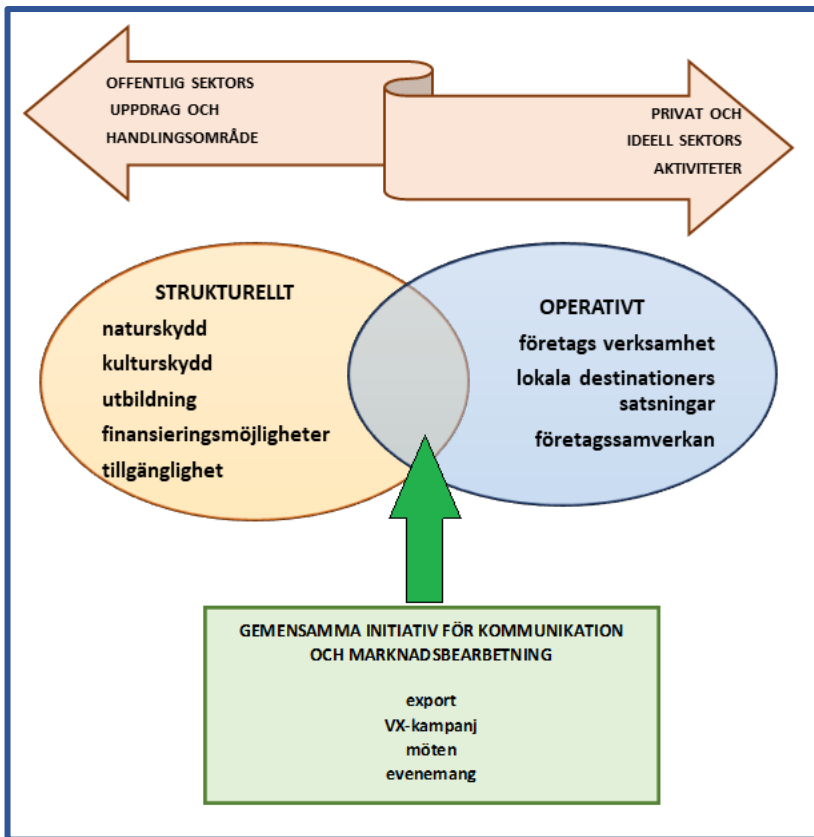 OFFENTLIG SEKTORS
UPPDRAG OCH
HANDLINGSOMRÅDE
PRIVAT OCH
IDEELL SEKTORS
AKTIVITETER
STRUKTURELLT
naturskydd
kulturskydd
utbildning
finansieringsmöjligheter
tillgänglighet
OPERATIVT
företags verksamhet
lokala destinationers
satsningar
företagssamverkan
GEMENSAMMA INITIATIV FÖR KOMMUNIKATION
OCH MARKNADSBEARBETNING
export
VX-kampanj
möten
evenemang